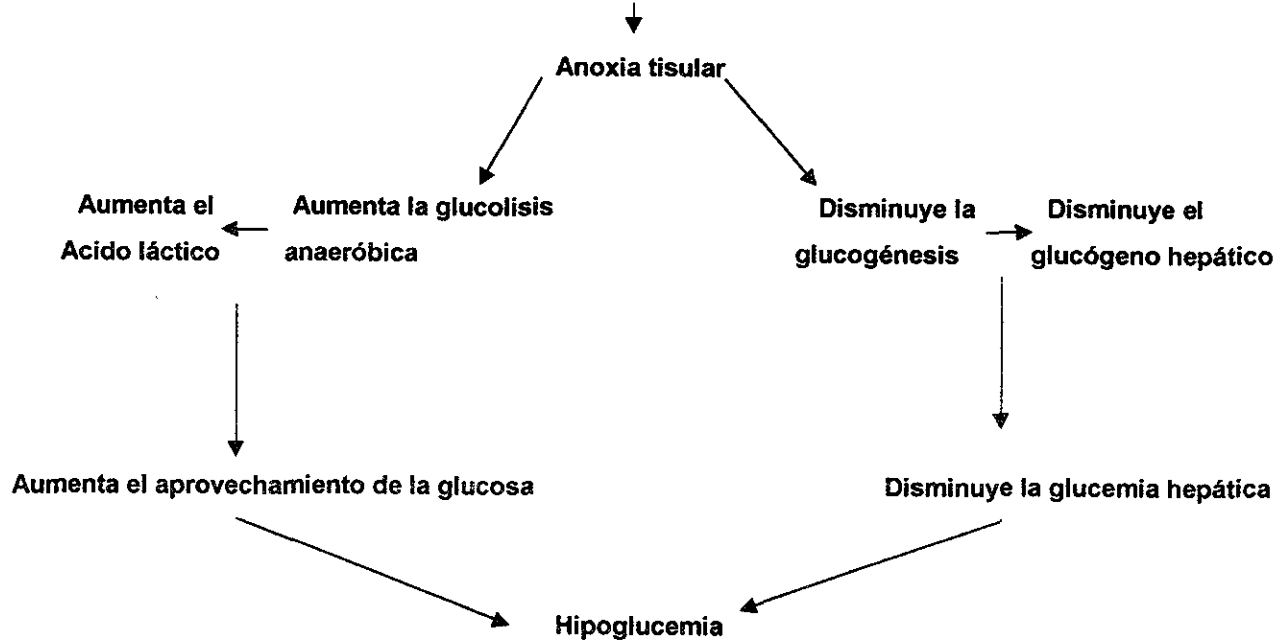 Anoxia tisular
Aumenta el
Acido láctico
Aumenta la glucolisis
anaeróbica
Disminuye la
glucogénesis
Disminuye el
glucógeno hepático
Aumenta el aprovechamiento de la glucosa
Disminuye la glucemia hepática
Hipoglucemia